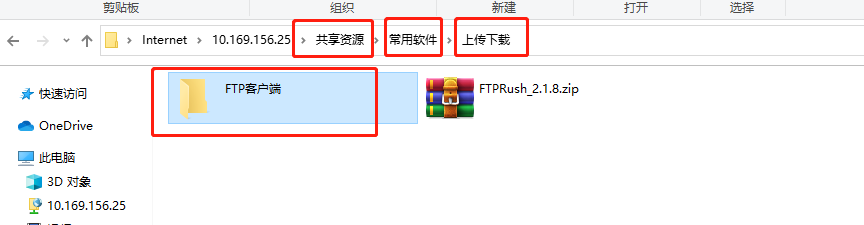 剪贴板 组织 新建 打开 选择
Internet 10.169.156.25 共享资源 常用软件 上传下载
快速访问
FTP客户端 FTPRush_2.1.8.zip
OneDrive
此电脑
3D 对象
10.169.156.25